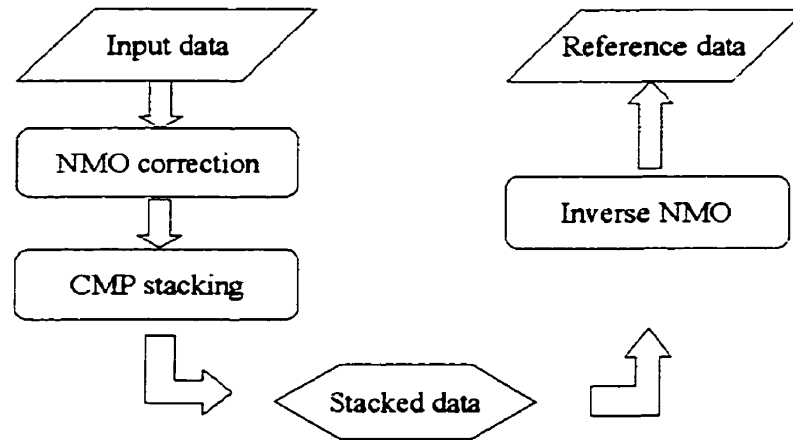 Input data
NMO correction
CMP stacking
Stacked data
Inverse NMO
Reference data